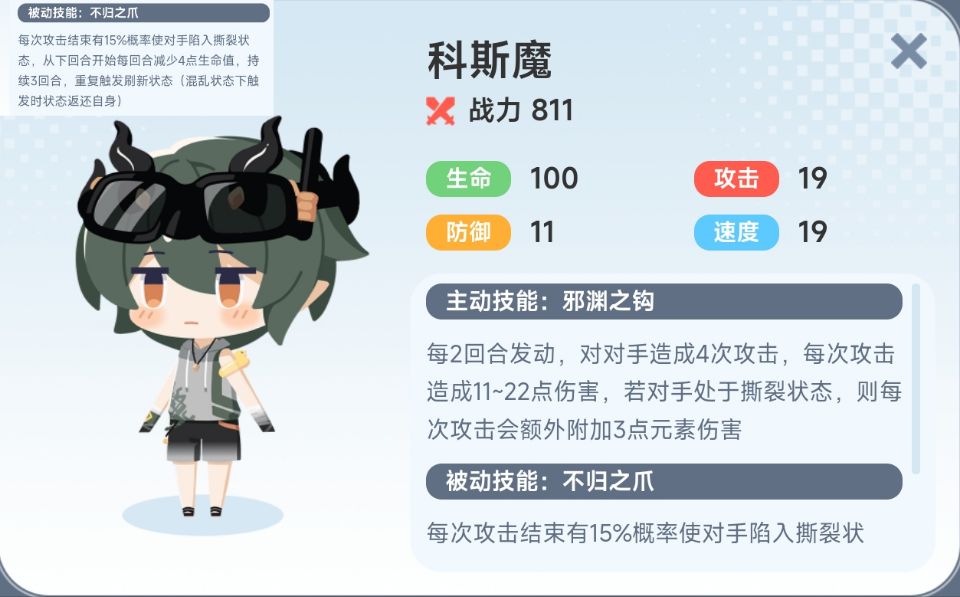 被动技能：不归之爪
每次攻击结束有15%概率使对手陷入撕裂状
态，从下回合开始每回合减少4点生命值，持
续3回合，重复触发刷新状态（混乱状态下触
发时状态返还自身）
科斯魔
战力 811
生命 100 攻击 19
防御 11 速度 19
主动技能：邪渊之钩
每2回合发动，对对手造成4次攻击，每次攻击
造成11~22点伤害，若对手处于撕裂状态，则每
次攻击会额外附加3点元素伤害
被动技能：不归之爪
每次攻击结束有15%概率使对手陷入撕裂状